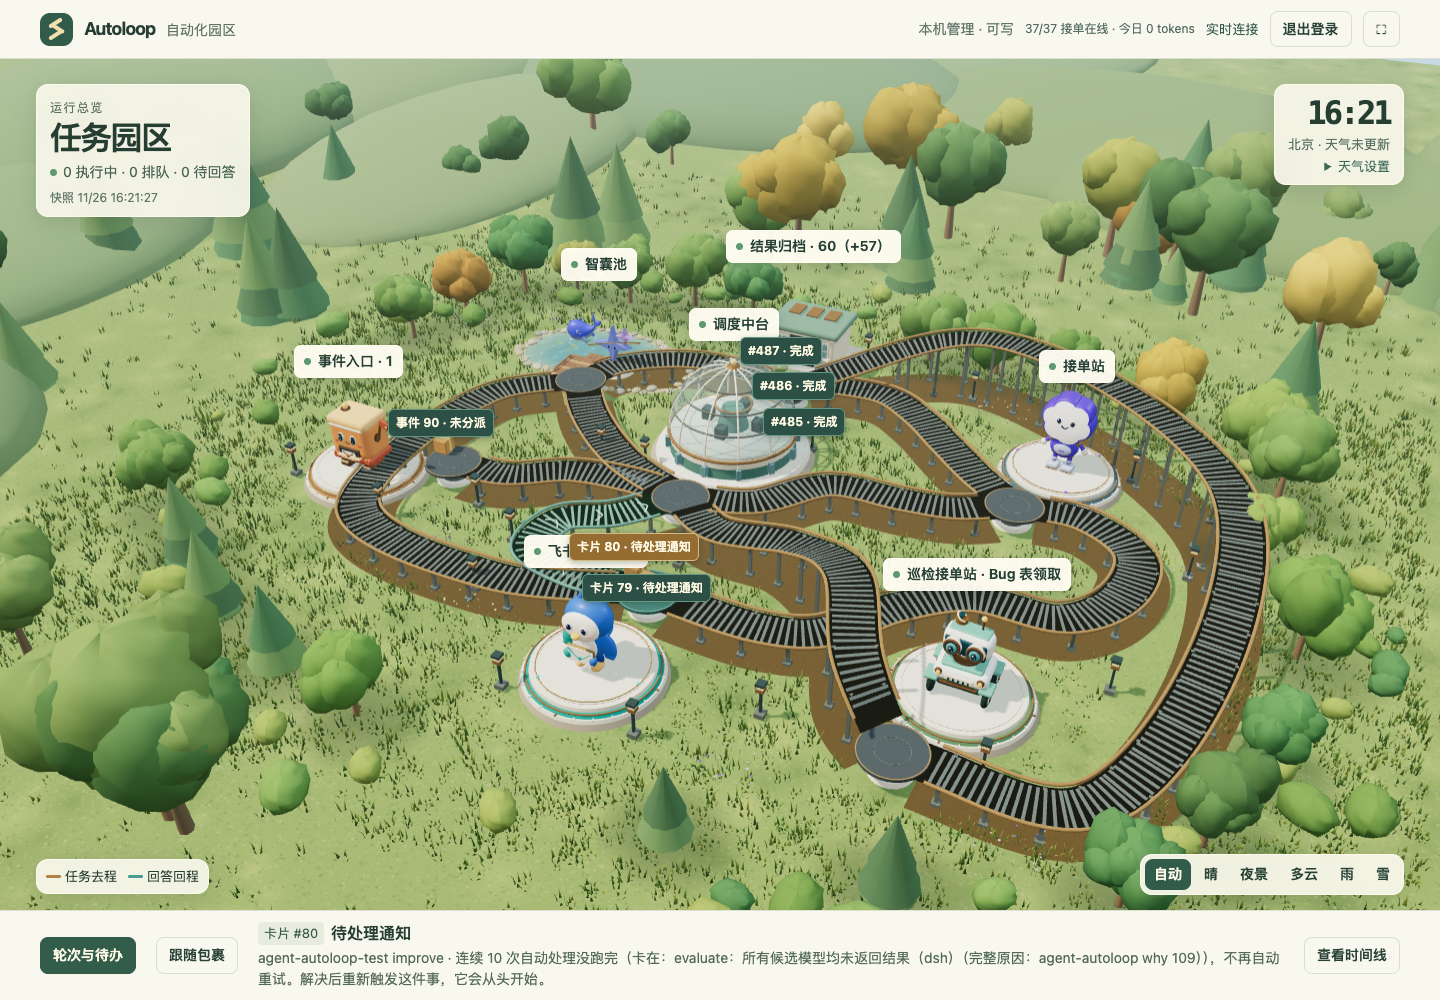 Autoloop 自动化园区
本机管理 · 可写 37/37 接单在线 · 今日 0 tokens 实时连接 退出登录
运行总览
任务园区
0 执行中 · 0 排队 · 0 待回答
快照 11/26 16:21:27
16:21
北京 · 天气未更新
▶ 天气设置
结果归档 · 60（+57）
智囊池
调度中台
#487 · 完成
事件入口 · 1
接单站
#486 · 完成
事件 90 · 未分派
#485 · 完成
飞
卡片 80 · 待处理通知
巡检接单站 · Bug 表领取
卡片 79 · 待处理通知
任务去程 回答回程
自动 晴 夜景 多云 雨 雪
轮次与待办 跟随包裹
卡片 #80 待处理通知
agent-autoloop-test improve · 连续 10 次自动处理没跑完（卡在：evaluate：所有候选模型均未返回结果（dsh)（完整原因：agent-autoloop why 109)），不再自动
重试。解决后重新触发这件事，它会从头开始。
查看时间线